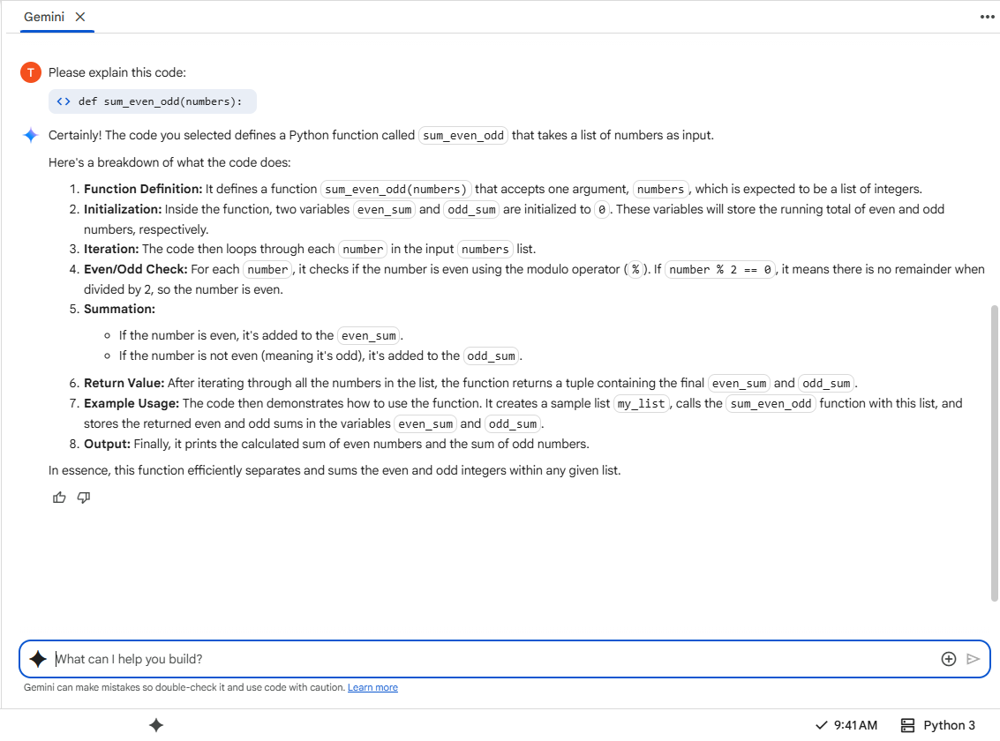 Gemini
T Please explain this code:
<> def sum_even_odd(numbers):
Certainly! The code you selected defines a Python function called sum_even_odd that takes a list of numbers as input.
Here's a breakdown of what the code does:
1. Function Definition: It defines a function sum_even_odd(numbers) that accepts one argument, numbers, which is expected to be a list of integers.
2. Initialization: Inside the function, two variables even_sum and odd_sum are initialized to 0. These variables will store the running total of even and odd
numbers, respectively.
3. Iteration: The code then loops through each number in the input numbers list.
4. Even/Odd Check: For each number, it checks if the number is even using the modulo operator (%). If number % 2 == 0, it means there is no remainder when
divided by 2, so the number is even.
5. Summation:
If the number is even, it's added to the even_sum.
If the number is not even (meaning it's odd), it's added to the odd_sum.
6. Return Value: After iterating through all the numbers in the list, the function returns a tuple containing the final even_sum and odd_sum.
7. Example Usage: The code then demonstrates how to use the function. It creates a sample list my_list, calls the sum_even_odd function with this list, and
stores the returned even and odd sums in the variables even_sum and odd_sum.
8. Output: Finally, it prints the calculated sum of even numbers and the sum of odd numbers.
In essence, this function efficiently separates and sums the even and odd integers within any given list.
What can I help you build?
Gemini can make mistakes so double-check it and use code with caution. Learn more
9:41 AM Python 3